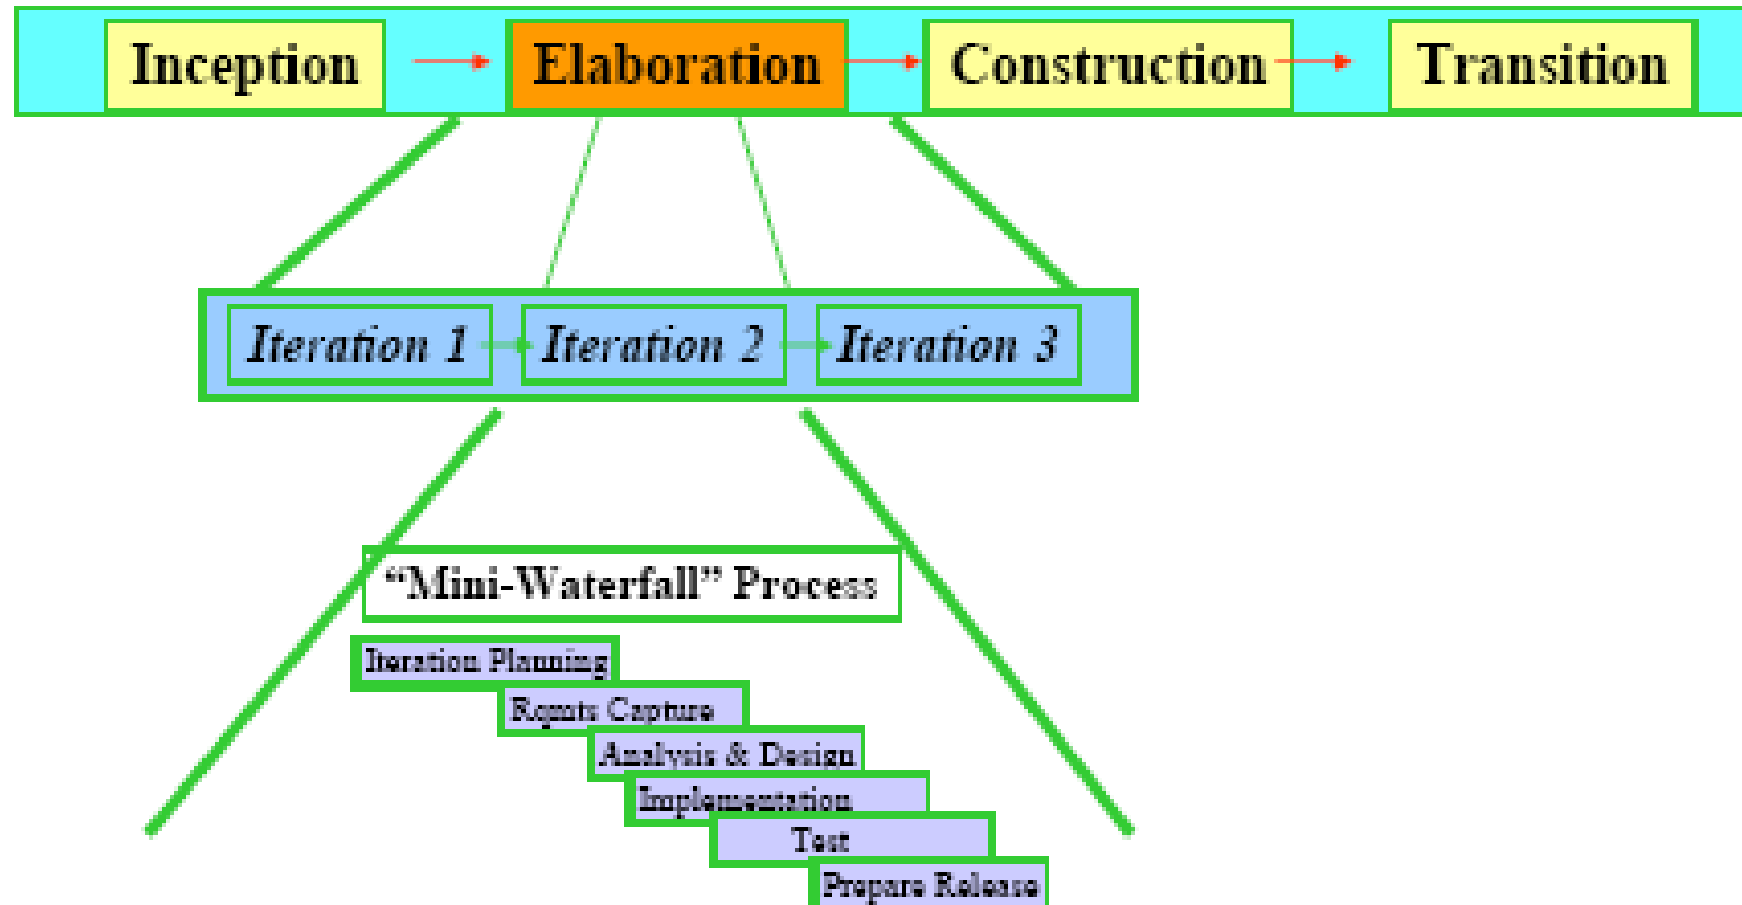 Inception Elaboration Construction Transition
Iteration 1 Iteration 2 Iteration 3
“Mini-Waterfall” Process
Iteration Planning
Rqmts Capture
Analysis & Design
Implementation
Test
Prepare Release